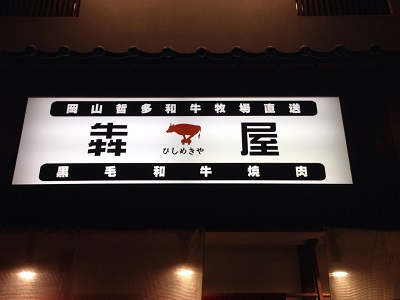 岡山哲多和牛牧場直送
犇屋
ひしめきや
黒毛和牛焼肉